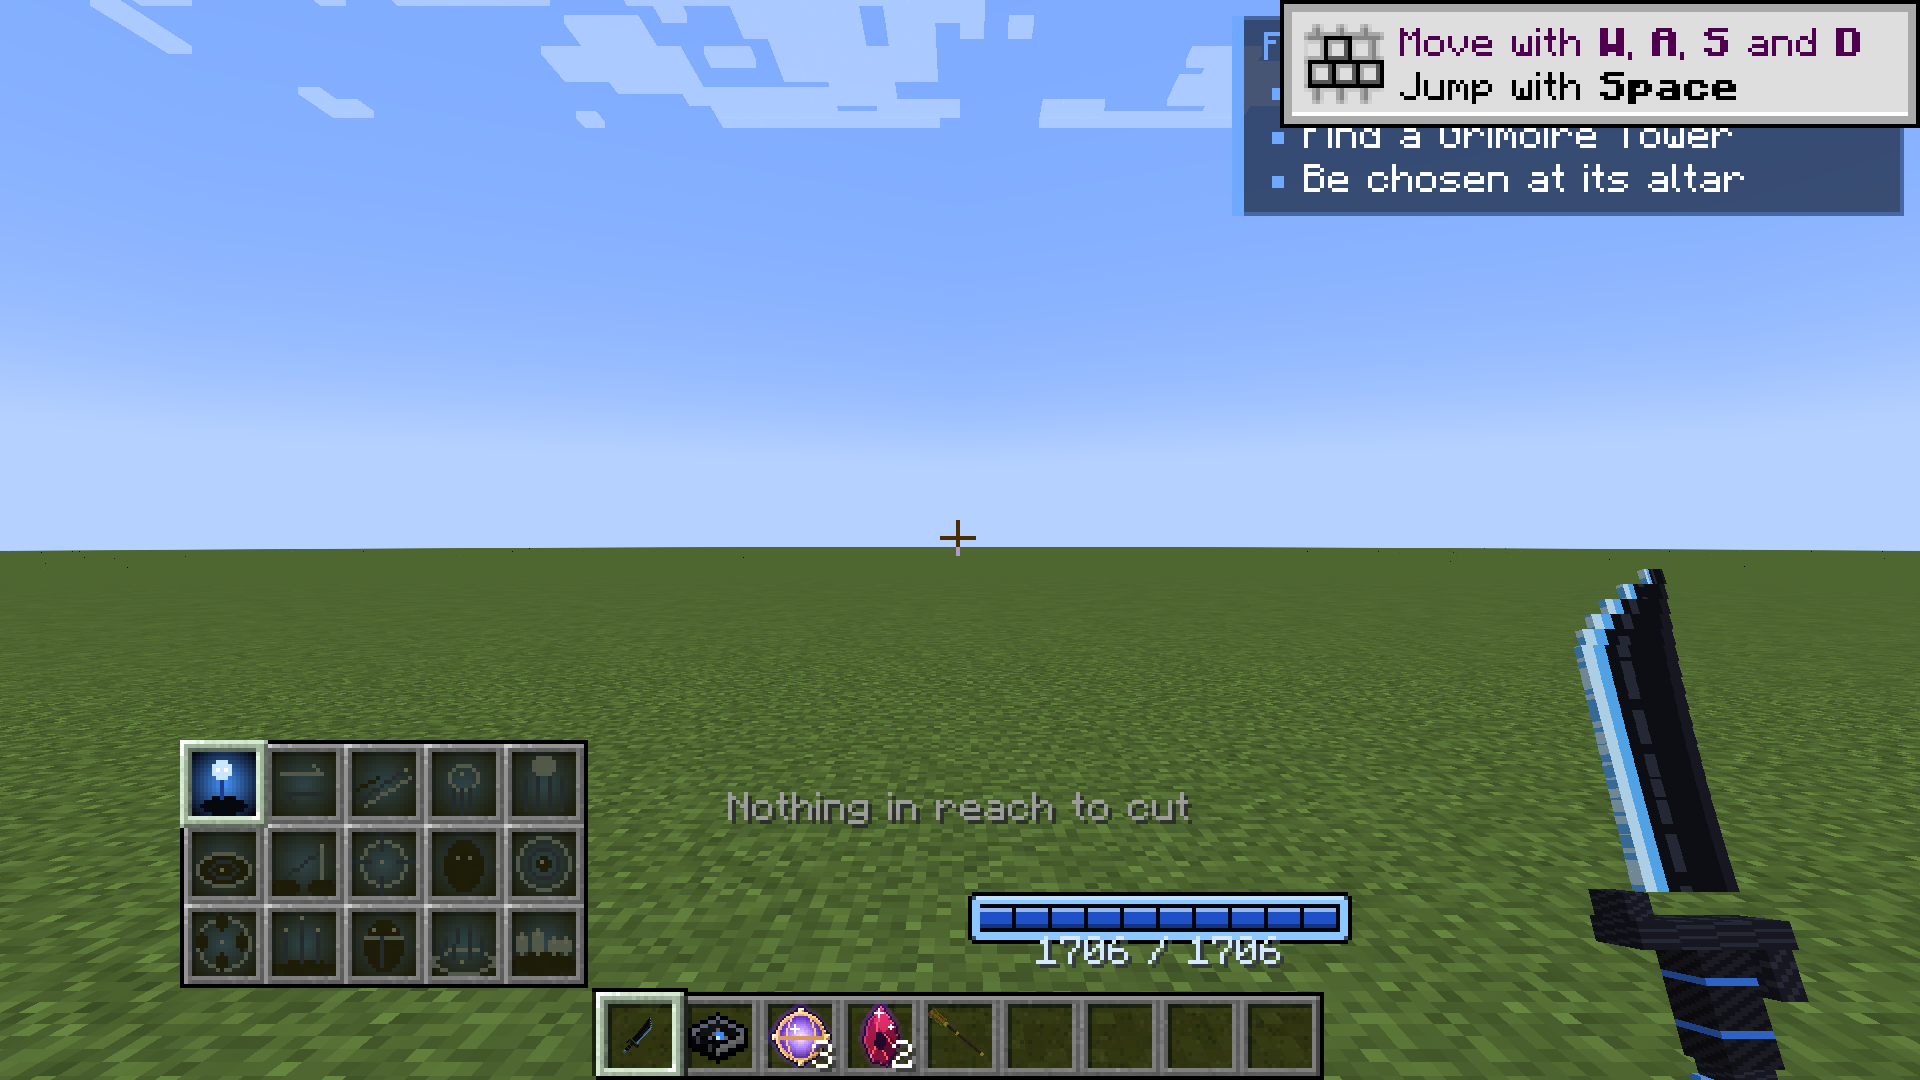 Move with W, A, S and D
Jump with Space
Find a Grimoire Tower
Be chosen at its altar
Nothing in reach to cut
1706 / 1706
3
2